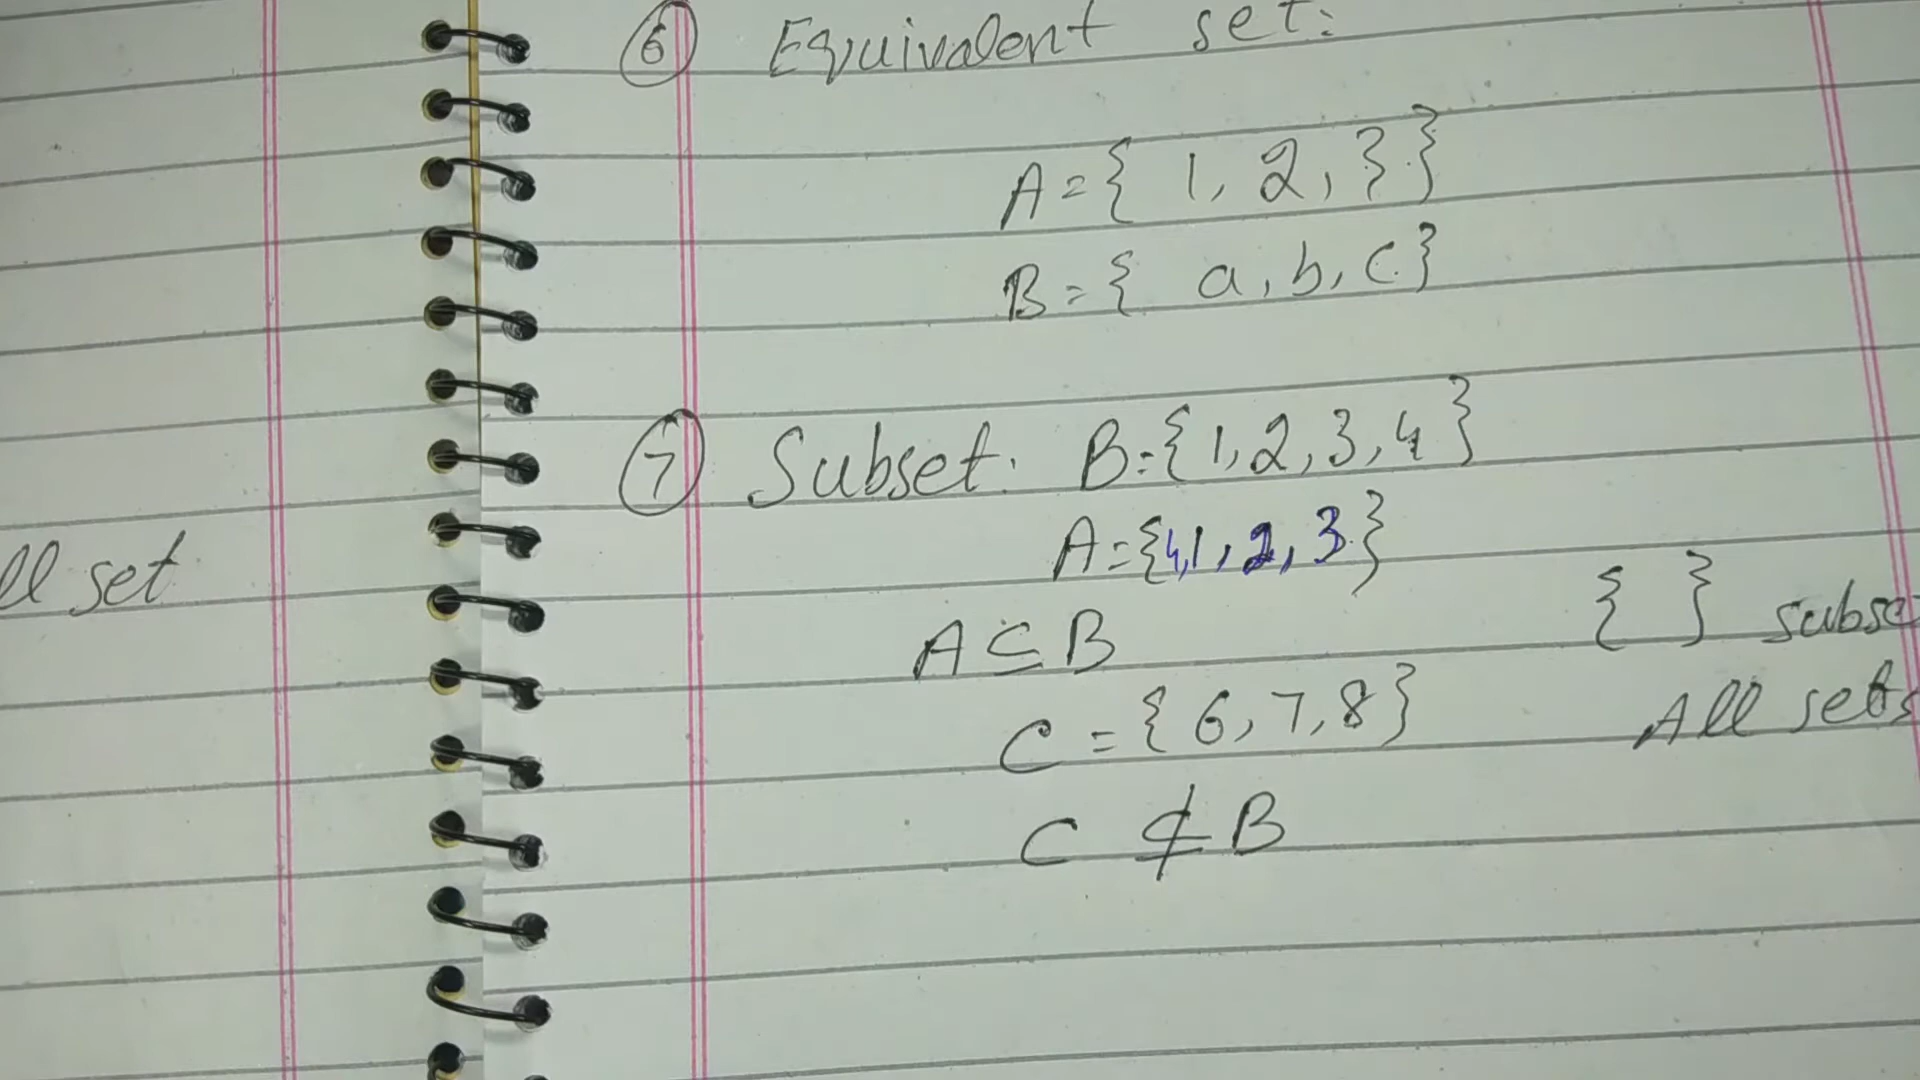 ll set
⑥ Equivalent set:
A = { 1, 2, 3 }
B = { a, b, c }
⑦ Subset. B = {1, 2, 3, 4}
A = {4, 1, 2, 3}
A ⊆ B
{ } subse
C = { 6, 7, 8 }
All sets
C ⊈ B